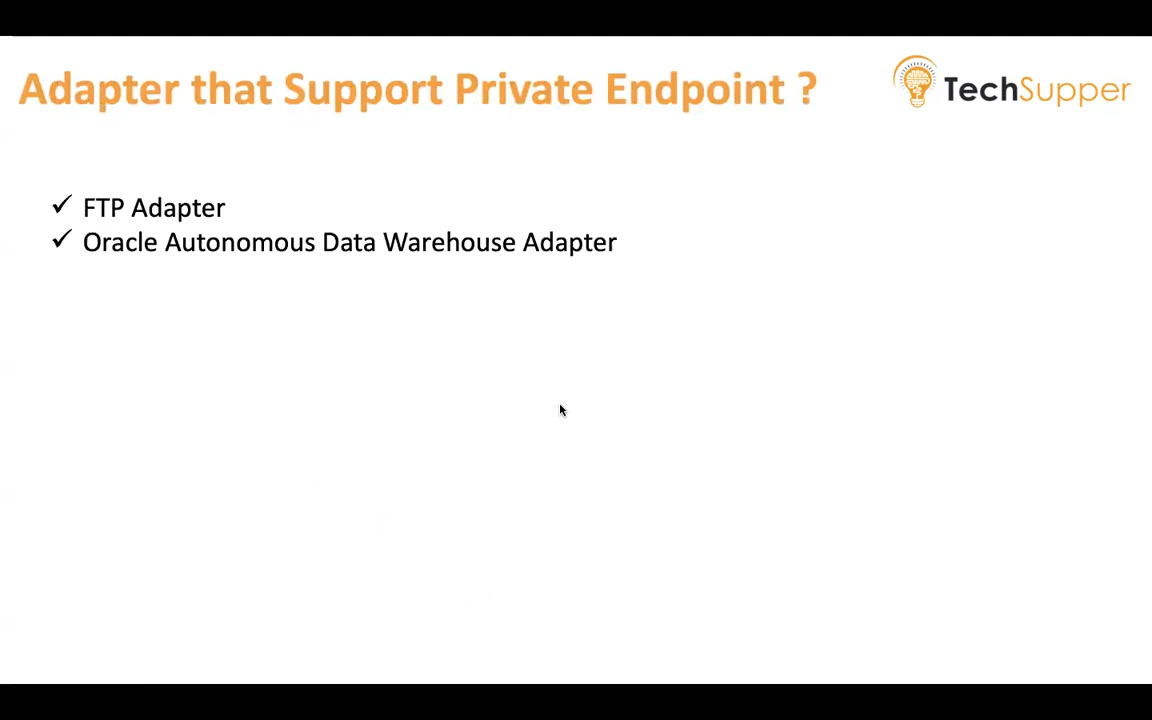 Adapter that Support Private Endpoint ?
TechSupper
✓ FTP Adapter
✓ Oracle Autonomous Data Warehouse Adapter